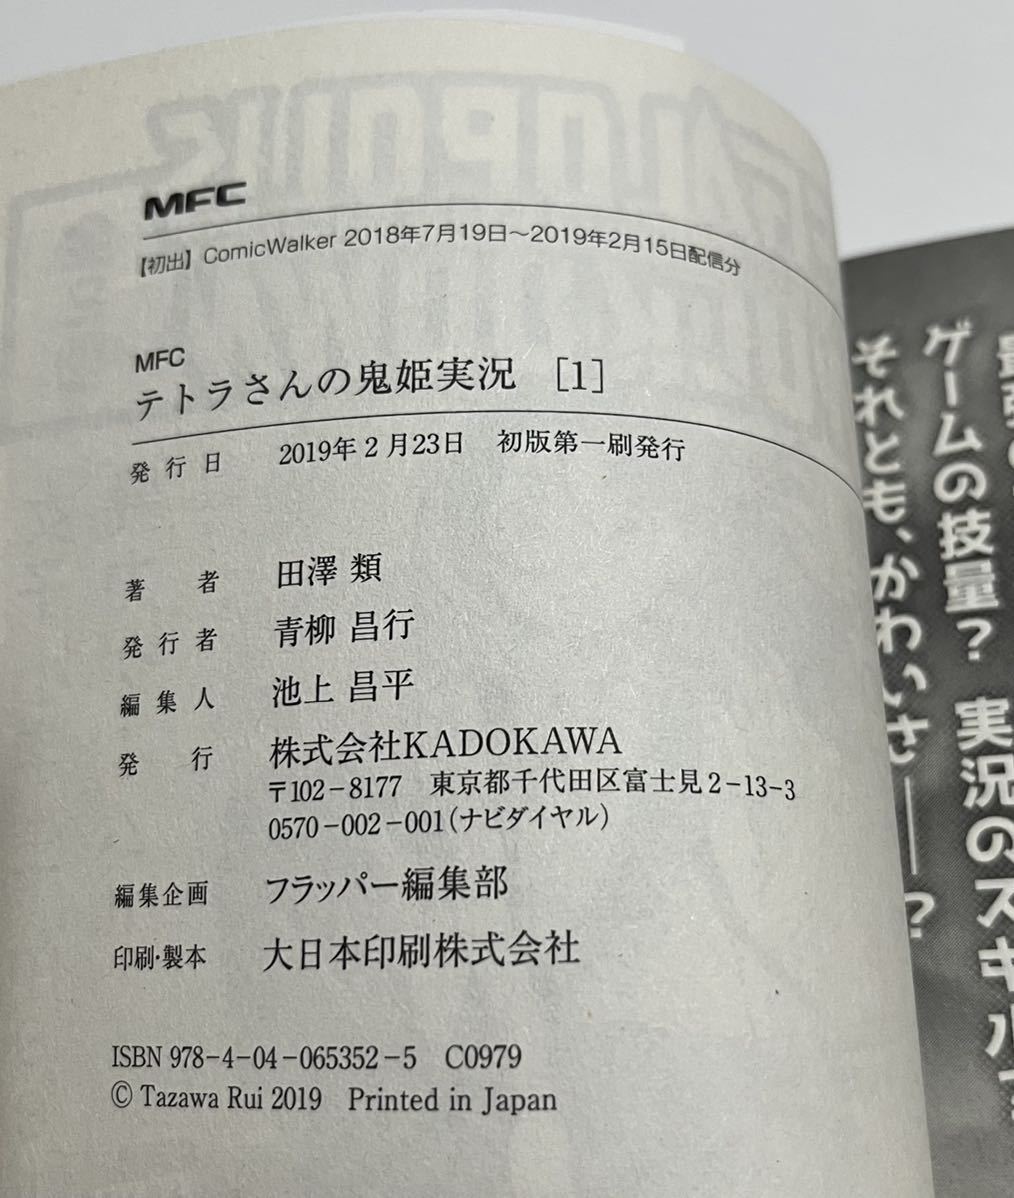 MFC
【初出】ComicWalker 2018年7月19日～2019年2月15日配信分
MFC
テトラさんの鬼姫実況 [1]
発行日 2019年2月23日 初版第一刷発行
著者 田澤 類
発行者 青柳 昌行
編集人 池上 昌平
発行 株式会社KADOKAWA
〒102-8177 東京都千代田区富士見2-13-3
0570-002-001(ナビダイヤル)
編集企画 フラッパー編集部
印刷・製本 大日本印刷株式会社
ISBN 978-4-04-065352-5 C0979
© Tazawa Rui 2019 Printed in Japan
ゲームの技量? 実況のスキル
それとも、かわいさ――?